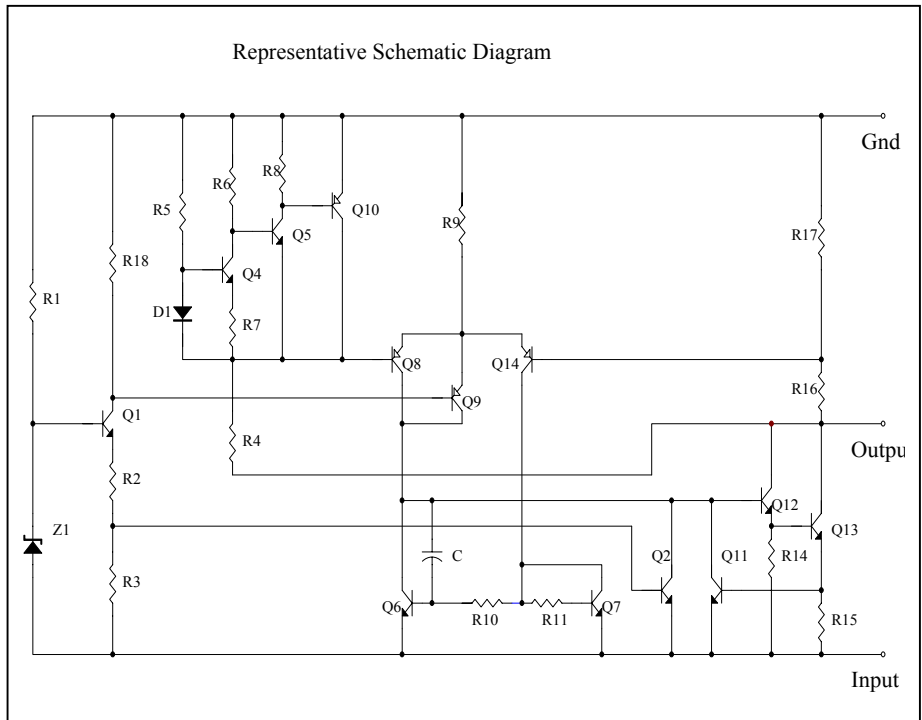 Representative Schematic Diagram
Gnd
R8
R6
R5
Q10
R9
Q5
R17
R18
Q4
R1
D1
R7
Q8
Q14
R16
Q9
Q1
R4
Outpu
R2
Q12
Z1
Q13
C
Q2
Q11
R14
R3
Q6
Q7
R10
R11
R15
Input